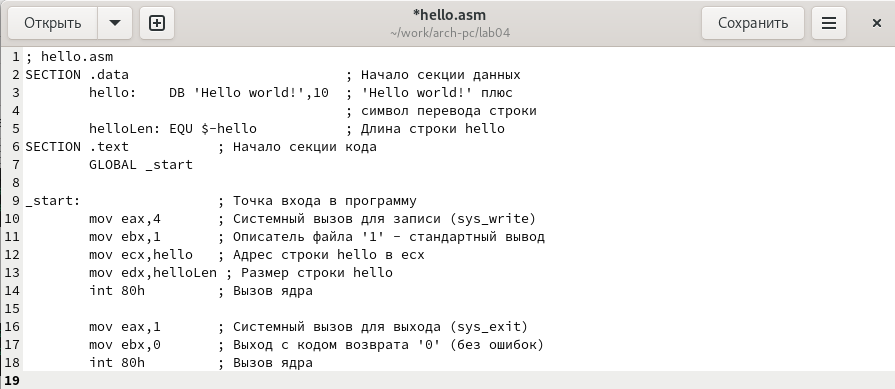 Открыть
*hello.asm
~/work/arch-pc/lab04
Сохранить
1 ; hello.asm
2 SECTION .data ; Начало секции данных
3 hello: DB 'Hello world!',10 ; 'Hello world!' плюс
4 ; символ перевода строки
5 helloLen: EQU $-hello ; Длина строки hello
6 SECTION .text ; Начало секции кода
7 GLOBAL _start
8
9 _start: ; Точка входа в программу
10 mov eax,4 ; Системный вызов для записи (sys_write)
11 mov ebx,1 ; Описатель файла '1' - стандартный вывод
12 mov ecx,hello ; Адрес строки hello в ecx
13 mov edx,helloLen ; Размер строки hello
14 int 80h ; Вызов ядра
15
16 mov eax,1 ; Системный вызов для выхода (sys_exit)
17 mov ebx,0 ; Выход с кодом возврата '0' (без ошибок)
18 int 80h ; Вызов ядра
19